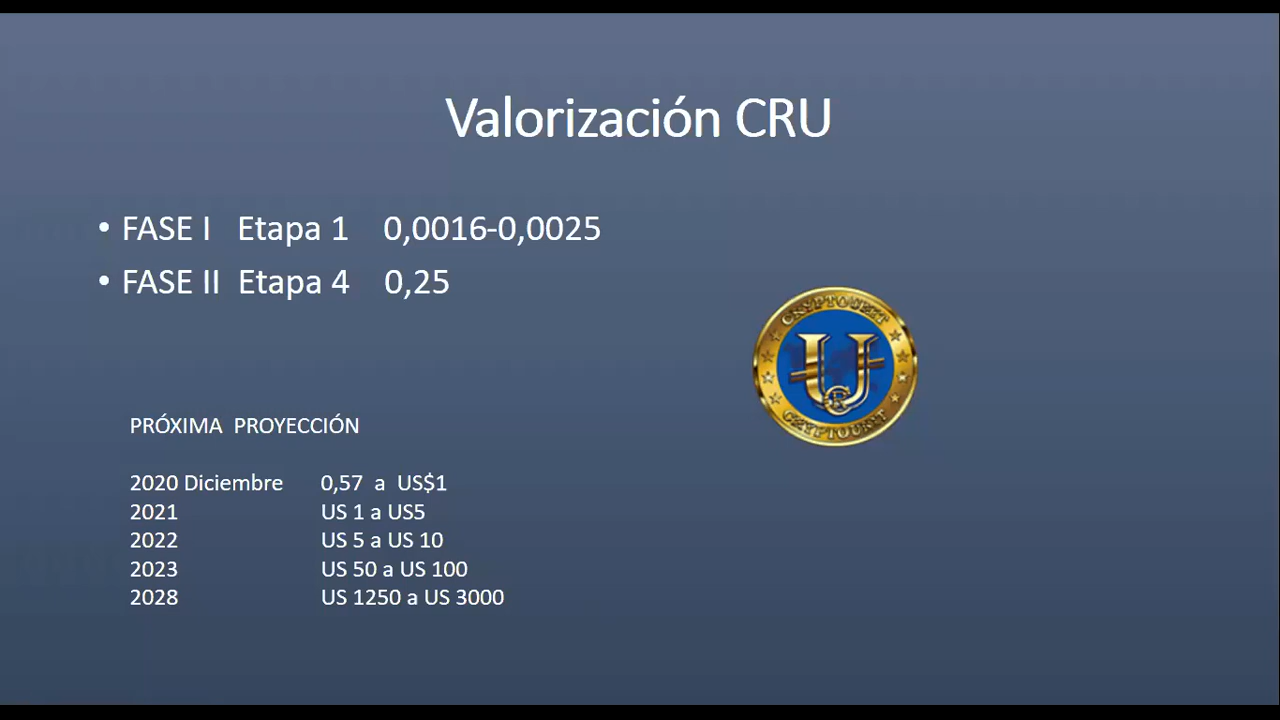 Valorización CRU
• FASE I Etapa 1 0,0016-0,0025
• FASE II Etapa 4 0,25
CRYPTOUNIT
U
CRYPTOUNIT
PRÓXIMA PROYECCIÓN
2020 Diciembre 0,57 a US$1
2021 US 1 a US5
2022 US 5 a US 10
2023 US 50 a US 100
2028 US 1250 a US 3000